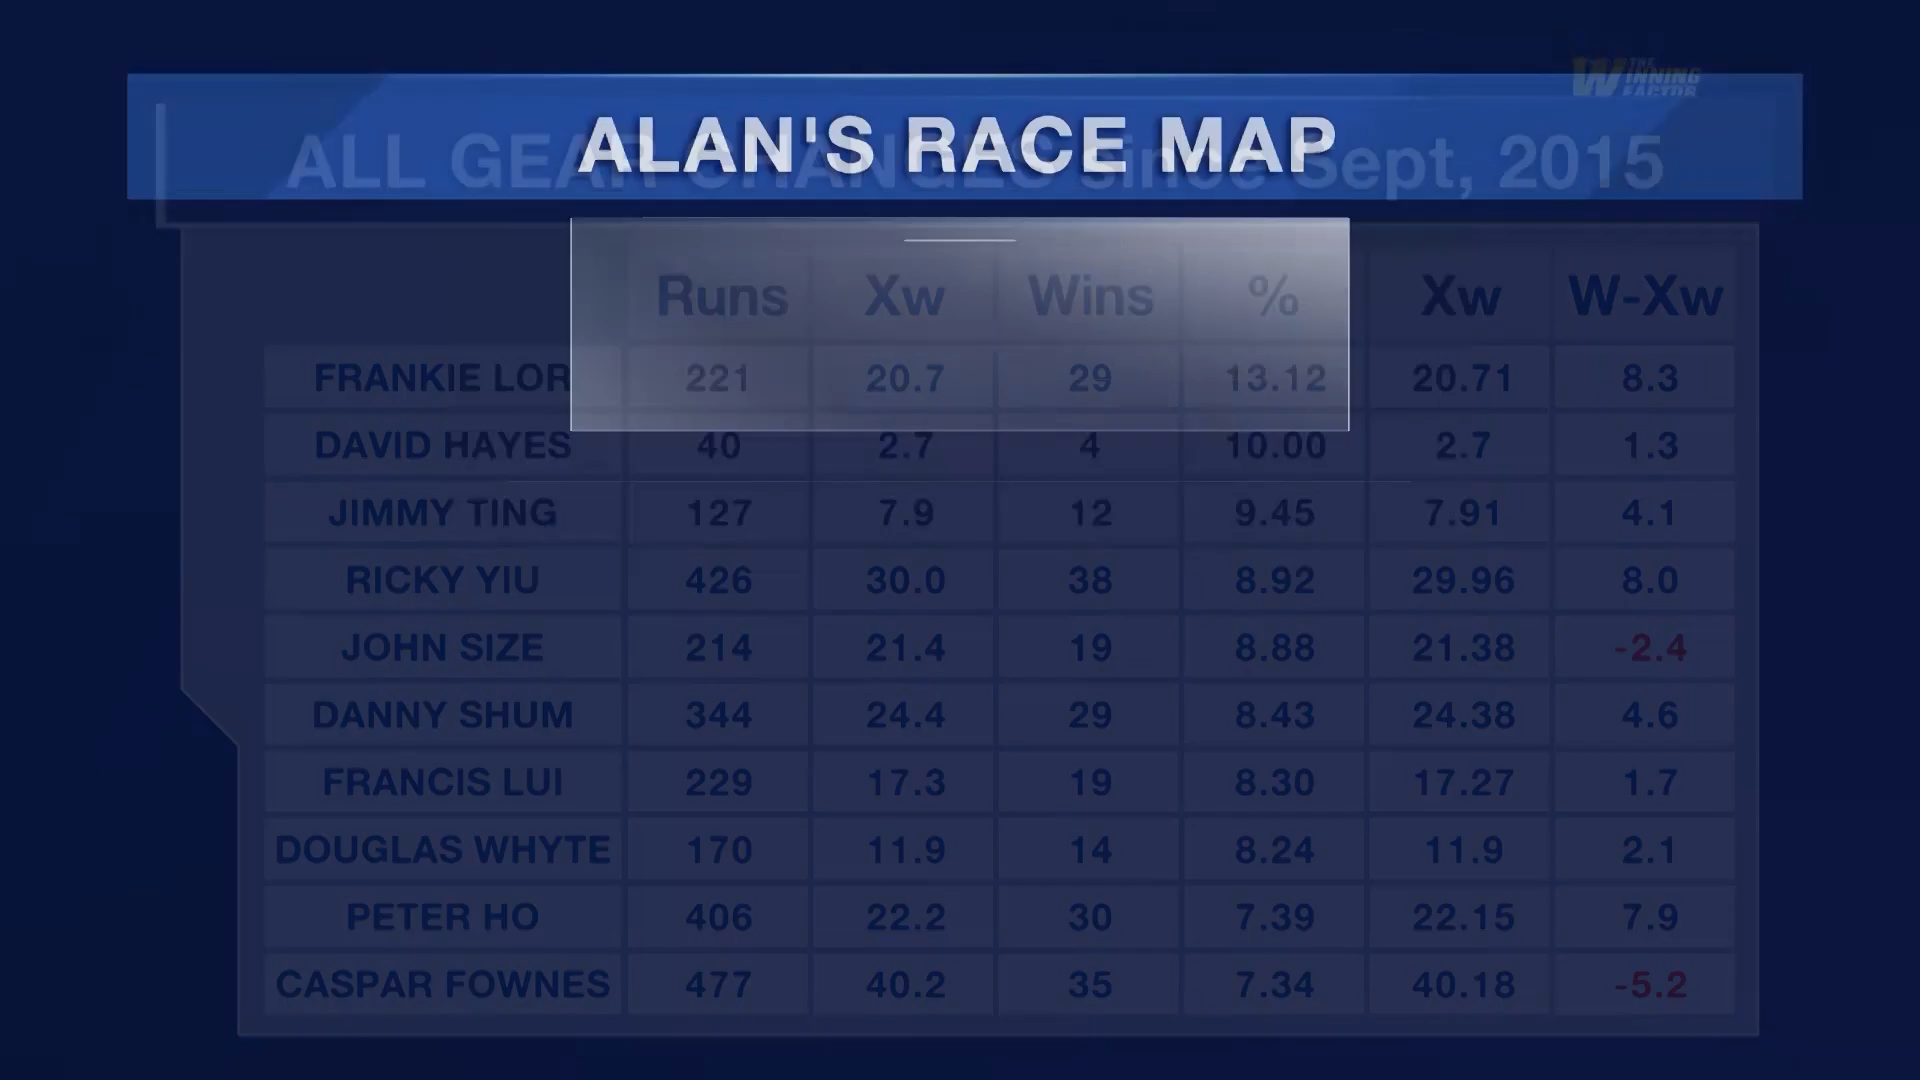 THE
WINNING
FACTOR
ALAN'S RACE MAP
ALL GEAR CHANGES since Sept, 2015
Runs Xw Wins % Xw W-Xw
FRANKIE LOR 221 20.7 29 13.12 20.71 8.3
DAVID HAYES 40 2.7 4 10.00 2.7 1.3
JIMMY TING 127 7.9 12 9.45 7.91 4.1
RICKY YIU 426 30.0 38 8.92 29.96 8.0
JOHN SIZE 214 21.4 19 8.88 21.38 -2.4
DANNY SHUM 344 24.4 29 8.43 24.38 4.6
FRANCIS LUI 229 17.3 19 8.30 17.27 1.7
DOUGLAS WHYTE 170 11.9 14 8.24 11.9 2.1
PETER HO 406 22.2 30 7.39 22.15 7.9
CASPAR FOWNES 477 40.2 35 7.34 40.18 -5.2